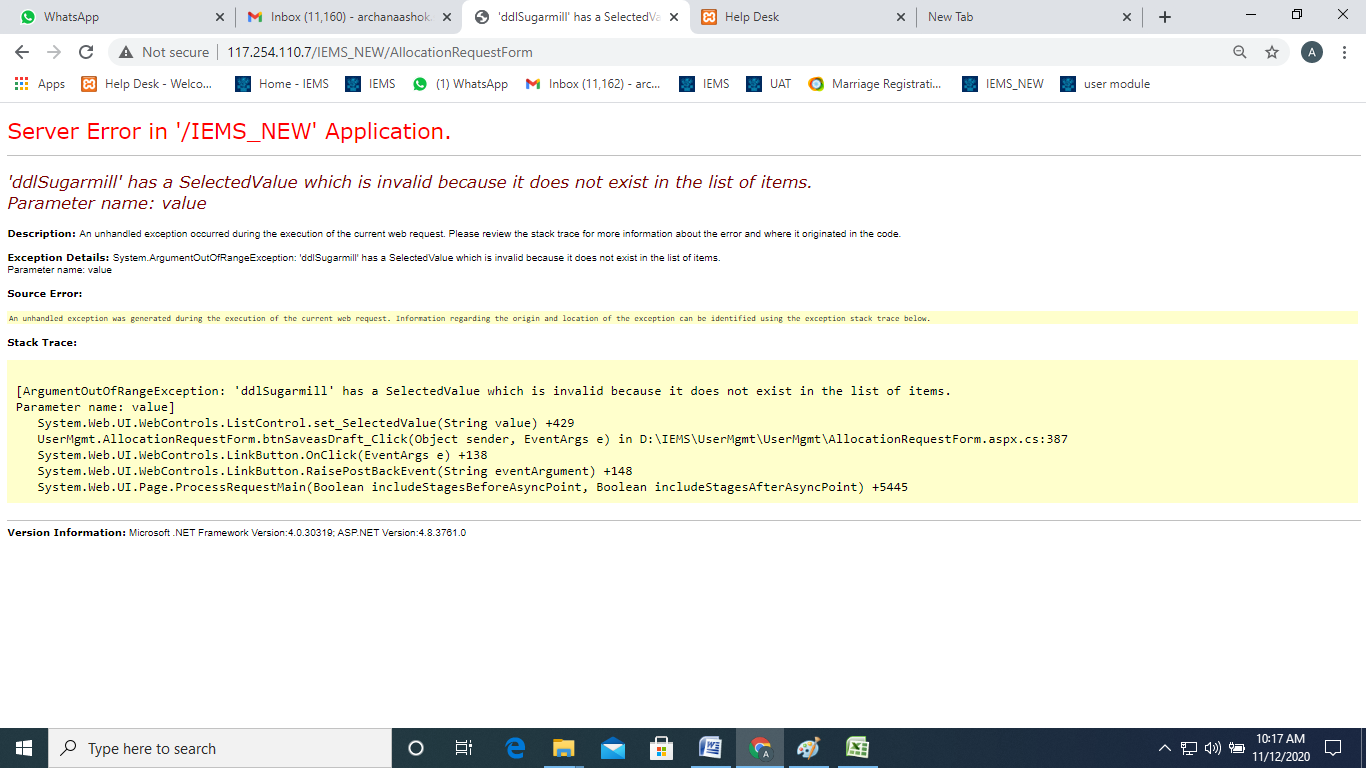 WhatsApp
Inbox (11,160) - archanaashok.
'ddlSugarmill' has a SelectedVa
Help Desk
New Tab
Not secure
117.254.110.7/IEMS_NEW/AllocationRequestForm
A
Apps
Help Desk - Welco...
Home - IEMS
IEMS
(1) WhatsApp
Inbox (11,162) - arc...
IEMS
UAT
Marriage Registrati...
IEMS_NEW
user module
Server Error in '/IEMS_NEW' Application.
'ddlSugarmill' has a SelectedValue which is invalid because it does not exist in the list of items.
Parameter name: value
Description: An unhandled exception occurred during the execution of the current web request. Please review the stack trace for more information about the error and where it originated in the code.
Exception Details: System.ArgumentOutOfRangeException: 'ddlSugarmill' has a SelectedValue which is invalid because it does not exist in the list of items.
Parameter name: value
Source Error:
An unhandled exception was generated during the execution of the current web request. Information regarding the origin and location of the exception can be identified using the exception stack trace below.
Stack Trace:
[ArgumentOutOfRangeException: 'ddlSugarmill' has a SelectedValue which is invalid because it does not exist in the list of items.
Parameter name: value]
System.Web.UI.WebControls.ListControl.set_SelectedValue(String value) +429
UserMgmt.AllocationRequestForm.btnSaveasDraft_Click(Object sender, EventArgs e) in D:\IEMS\UserMgmt\UserMgmt\AllocationRequestForm.aspx.cs:387
System.Web.UI.WebControls.LinkButton.OnClick(EventArgs e) +138
System.Web.UI.WebControls.LinkButton.RaisePostBackEvent(String eventArgument) +148
System.Web.UI.Page.ProcessRequestMain(Boolean includeStagesBeforeAsyncPoint, Boolean includeStagesAfterAsyncPoint) +5445
Version Information: Microsoft .NET Framework Version:4.0.30319; ASP.NET Version:4.8.3761.0
Type here to search
10:17 AM
11/12/2020